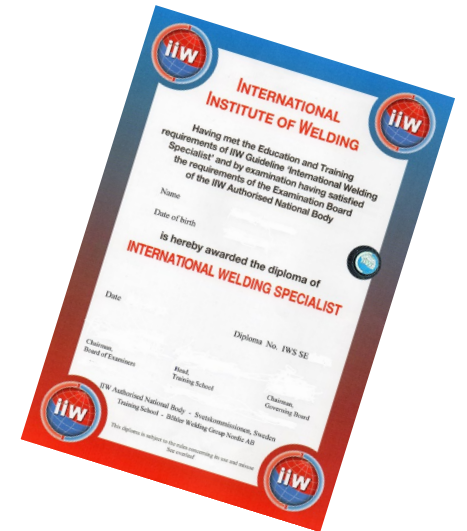 iiw
iiw
INTERNATIONAL
INSTITUTE OF WELDING
Having met the Education and Training
requirements of IIW Guideline 'International Welding
Specialist' and by examination having satisfied
the requirements of the Examination Board
of the IIW Authorised National Body
Name
Date of birth
is hereby awarded the diploma of
INTERNATIONAL WELDING SPECIALIST
Date
Diploma No. IWS SE
Chairman,
Board of Examiners
Head,
Training School
Chairman,
Governing Board
IIW Authorised National Body - Svetskommissionen, Sweden
Training School - Böhler Welding Group Nordic AB
This diploma is subject to the rules concerning its use and misuse
See overleaf
iiw
iiw